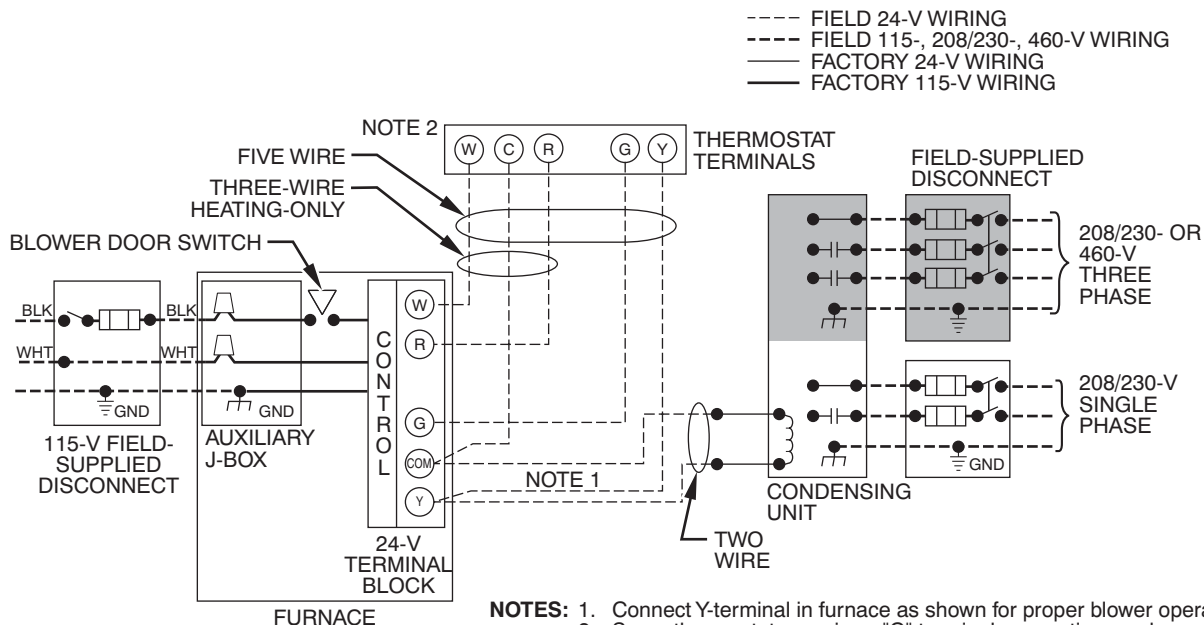 FIELD 24-V WIRING
FIELD 115-, 208/230-, 460-V WIRING
FACTORY 24-V WIRING
FACTORY 115-V WIRING
NOTE 2
W C R G Y
THERMOSTAT
TERMINALS
FIVE WIRE
THREE-WIRE
HEATING-ONLY
BLOWER DOOR SWITCH
FIELD-SUPPLIED
DISCONNECT
208/230- OR
460-V
THREE
PHASE
BLK
BLK
WHT
WHT
GND
GND
115-V FIELD-
SUPPLIED
DISCONNECT
AUXILIARY
J-BOX
CONTROL
W
R
G
COM
Y
NOTE 1
24-V
TERMINAL
BLOCK
FURNACE
TWO
WIRE
CONDENSING
UNIT
208/230-V
SINGLE
PHASE
GND
NOTES: 1. Connect Y-terminal in furnace as shown for proper blower opera